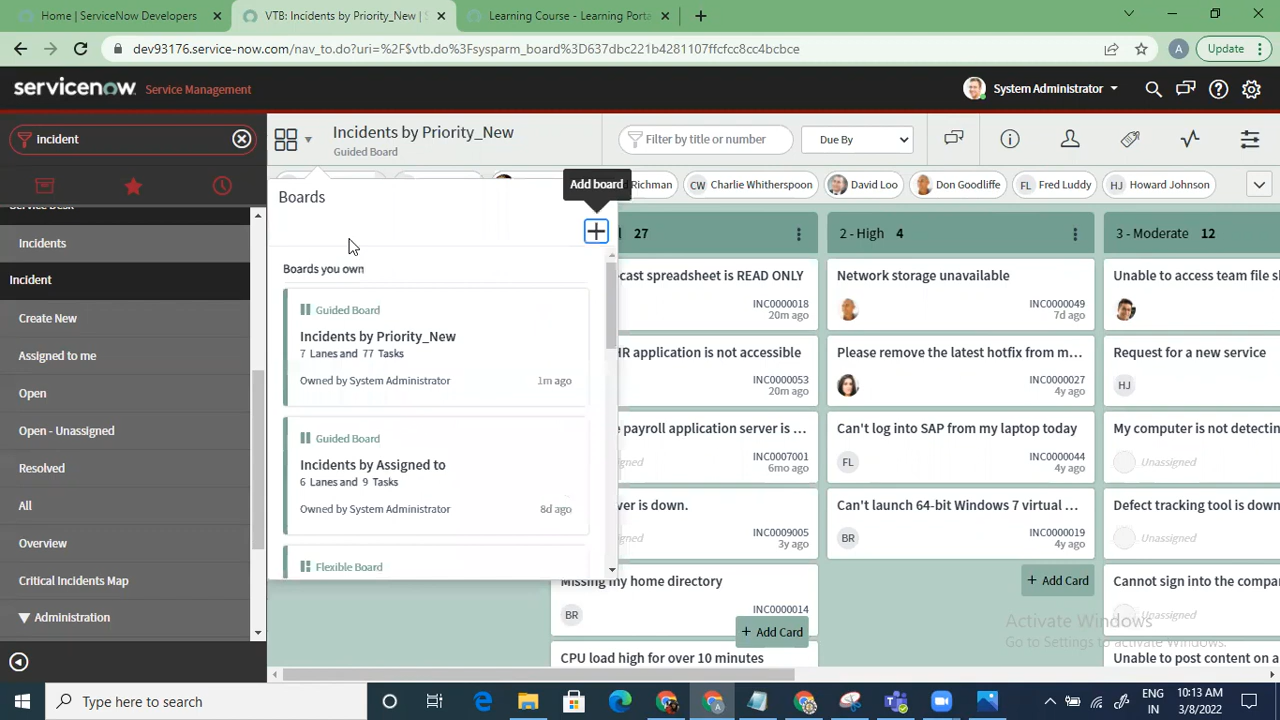 Home | ServiceNow Developers
VTB: Incidents by Priority_New | S
Learning Course - Learning Porta
dev93176.service-now.com/nav_to.do?uri=%2F$vtb.do%3Fsysparm_board%3D637dbc221b4281107ffcfcc8cc4bcbce
A
Update
servicenow Service Management
System Administrator
incident
Incidents by Priority_New
Guided Board
Filter by title or number
Due By
Richman
CW Charlie Whitherspoon
David Loo
Don Goodliffe
FL Fred Luddy
HJ Howard Johnson
Service Desk
Incidents
Incident
Create New
Assigned to me
Open
Open - Unassigned
Resolved
All
Overview
Critical Incidents Map
Administration
Boards
Add board
Boards you own
Guided Board
Incidents by Priority_New
7 Lanes and 77 Tasks
Owned by System Administrator 1m ago
Guided Board
Incidents by Assigned to
6 Lanes and 9 Tasks
Owned by System Administrator 8d ago
Flexible Board
27
cast spreadsheet is READ ONLY
INC0000018
20m ago
HR application is not accessible
INC0000053
20m ago
payroll application server is ...
INC0007001
6mo ago
ver is down.
INC0009005
3y ago
Missing my home directory
BR
INC0000014
+ Add Card
CPU load high for over 10 minutes
2 - High 4
Network storage unavailable
INC0000049
7d ago
Please remove the latest hotfix from m...
INC0000027
4y ago
Can't log into SAP from my laptop today
FL
INC0000044
4y ago
Can't launch 64-bit Windows 7 virtual ...
BR
INC0000019
4y ago
+ Add Card
3 - Moderate 12
Unable to access team file sh
Request for a new service
HJ
My computer is not detectin
Unassigned
Defect tracking tool is down
Unassigned
Cannot sign into the compa
Unassigned
Unable to post content on a
Activate Windows
Go to Settings to activate Windows.
Type here to search
ENG
IN
10:13 AM
3/8/2022